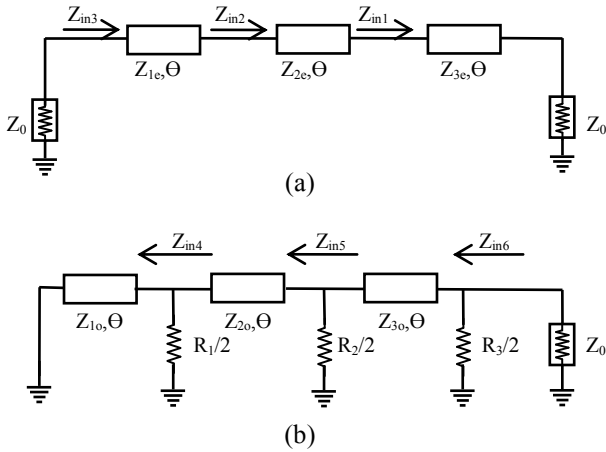 Zin3 Zin2 Zin1
Z1e,Ө Z2e,Ө Z3e,Ө
Z0 Z0
(a)
Zin4 Zin5 Zin6
Z1o,Ө Z2o,Ө Z3o,Ө
R1/2 R2/2 R3/2 Z0
(b)